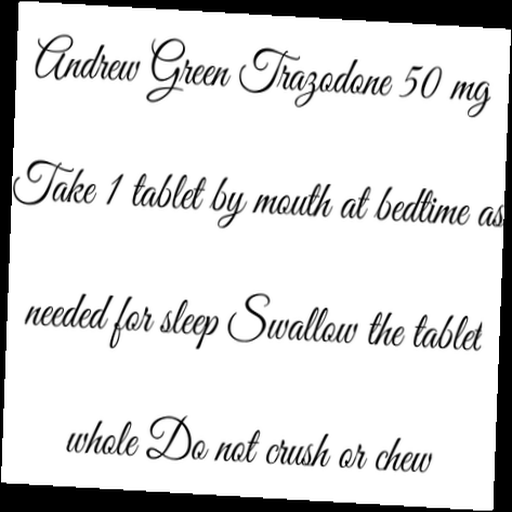 Andrew Green Trazodone 50 mg
Take 1 tablet by mouth at bedtime as
needed for sleep Swallow the tablet
whole Do not crush or chew